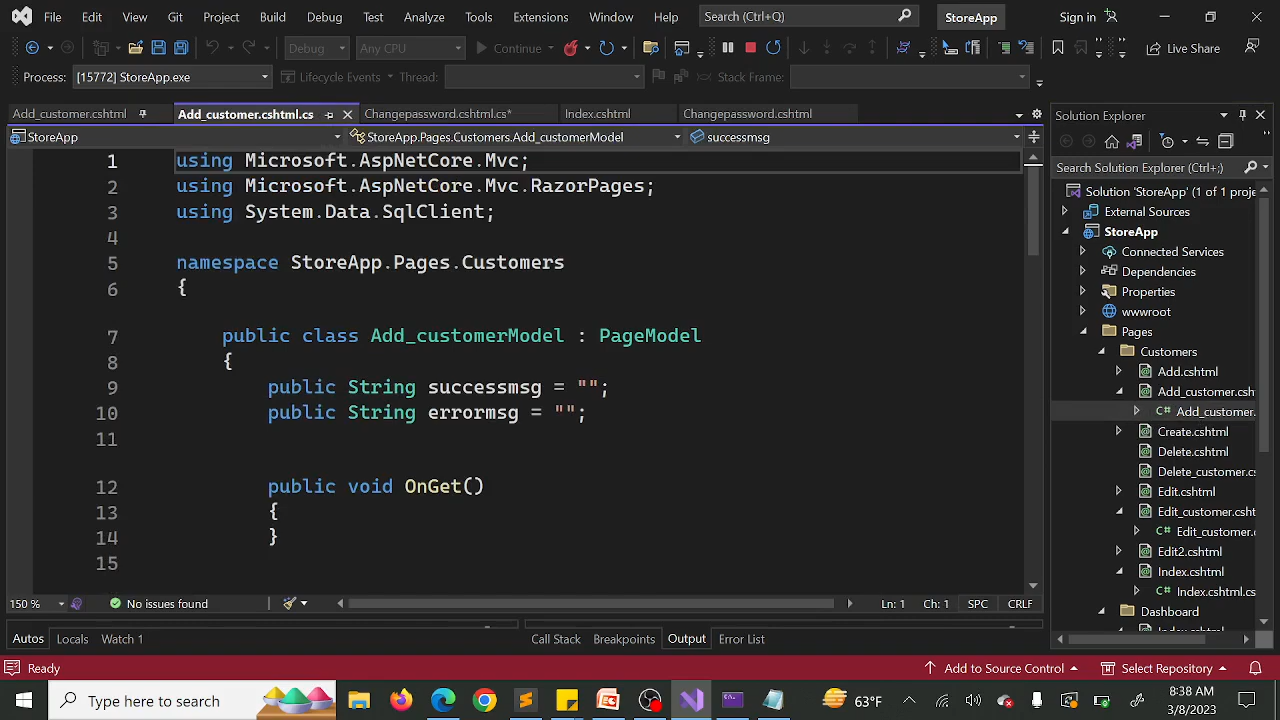 File Edit View Git Project Build Debug Test Analyze Tools Extensions Window Help Search (Ctrl+Q) StoreApp Sign in
Debug Any CPU Continue Live Share
Process: [15772] StoreApp.exe Lifecycle Events Thread: Stack Frame:
Add_customer.cshtml Add_customer.cshtml.cs Changepassword.cshtml.cs* Index.cshtml Changepassword.cshtml
StoreApp StoreApp.Pages.Customers.Add_customerModel successmsg
1 using Microsoft.AspNetCore.Mvc;
2 using Microsoft.AspNetCore.Mvc.RazorPages;
3 using System.Data.SqlClient;
4
5 namespace StoreApp.Pages.Customers
6 {
7 public class Add_customerModel : PageModel
8 {
9 public String successmsg = "";
10 public String errormsg = "";
11
12 public void OnGet()
13 {
14 }
15
150 % No issues found Ln: 1 Ch: 1 SPC CRLF
Autos Locals Watch 1 Call Stack Breakpoints Output Error List
Solution Explorer
Search Solution Explorer (Ctrl+;)
Solution 'StoreApp' (1 of 1 proje
External Sources
StoreApp
Connected Services
Dependencies
Properties
wwwroot
Pages
Customers
Add.cshtml
Add_customer.csh
C# Add_customer.
Create.cshtml
Delete.cshtml
Delete_customer.cs
Edit.cshtml
Edit_customer.csht
C# Edit_customer.c
Edit2.cshtml
Index.cshtml
C# Index.cshtml.cs
Dashboard
Ready Add to Source Control Select Repository
Type here to search 63°F 8:38 AM
3/8/2023